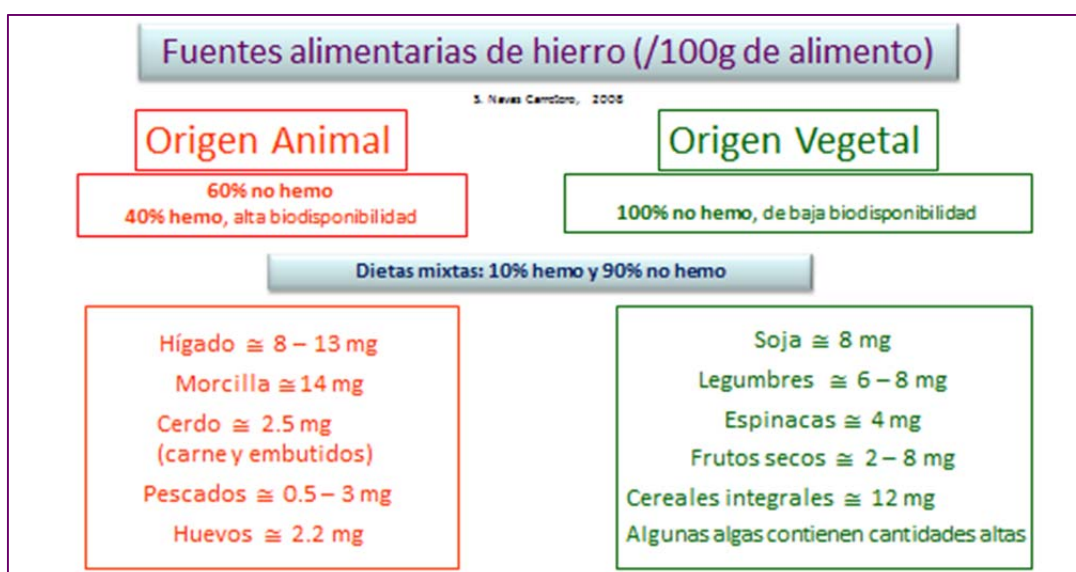 Fuentes alimentarias de hierro (/100g de alimento)
S. Navas Carretero, 2008
Origen Animal
60% no hemo
40% hemo, alta biodisponibilidad
Origen Vegetal
100% no hemo, de baja biodisponibilidad
Dietas mixtas: 10% hemo y 90% no hemo
Hígado ≅ 8 – 13 mg
Morcilla ≅ 14 mg
Cerdo ≅ 2.5 mg
(carne y embutidos)
Pescados ≅ 0.5 – 3 mg
Huevos ≅ 2.2 mg
Soja ≅ 8 mg
Legumbres ≅ 6 – 8 mg
Espinacas ≅ 4 mg
Frutos secos ≅ 2 – 8 mg
Cereales integrales ≅ 12 mg
Algunas algas contienen cantidades altas